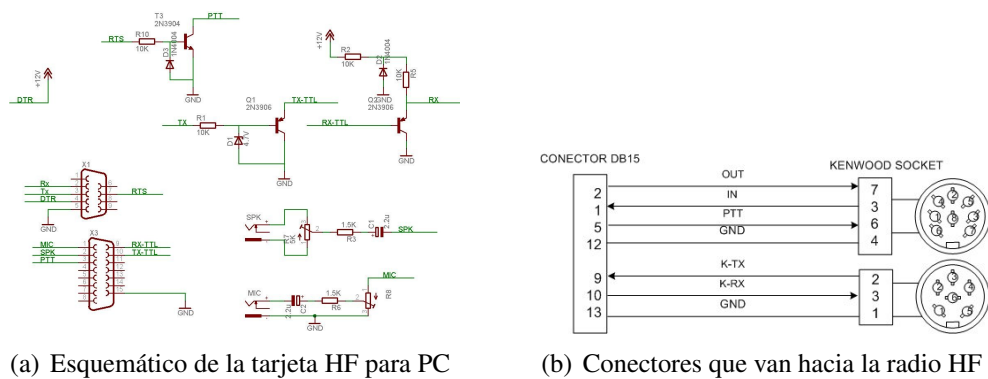 T3
2N3904
PTT
RTS
R10
10K
D3
1N4004
GND
+12V
DTR
+12V
R2
10K
D2
1N4004
10K
R5
GND
Q1
2N3906
TX-TTL
Q2
2N3906
RX
TX
R1
10K
D1
4.7V
RX-TTL
GND
GND
X1
Rx
Tx
DTR
RTS
GND
X3
MIC
SPK
PTT
RX-TTL
TX-TTL
GND
SPK
R7
5K
1.5K
R3
C1
2.2u
SPK
MIC
MIC
2.2u
C2
1.5K
R6
R8
GND
CONECTOR DB15
KENWOOD SOCKET
2 OUT 7
1 IN 3
5 PTT 6
12 GND 4
9 K-TX 2
10 K-RX 3
13 GND 1
(a) Esquemático de la tarjeta HF para PC
(b) Conectores que van hacia la radio HF